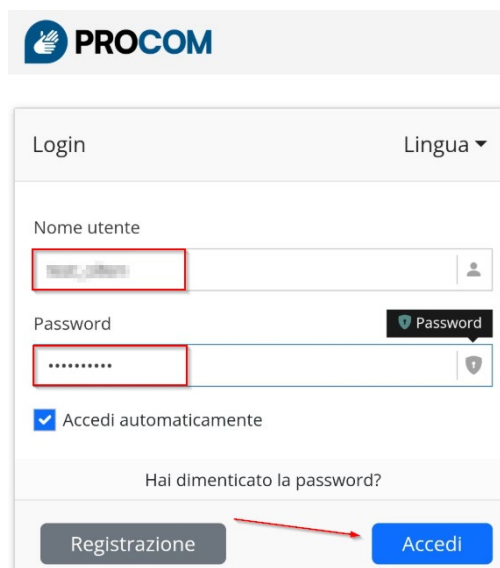 PROCOM
Login Lingua
Nome utente
Password Password
••••••••••
Accedi automaticamente
Hai dimenticato la password?
Registrazione Accedi